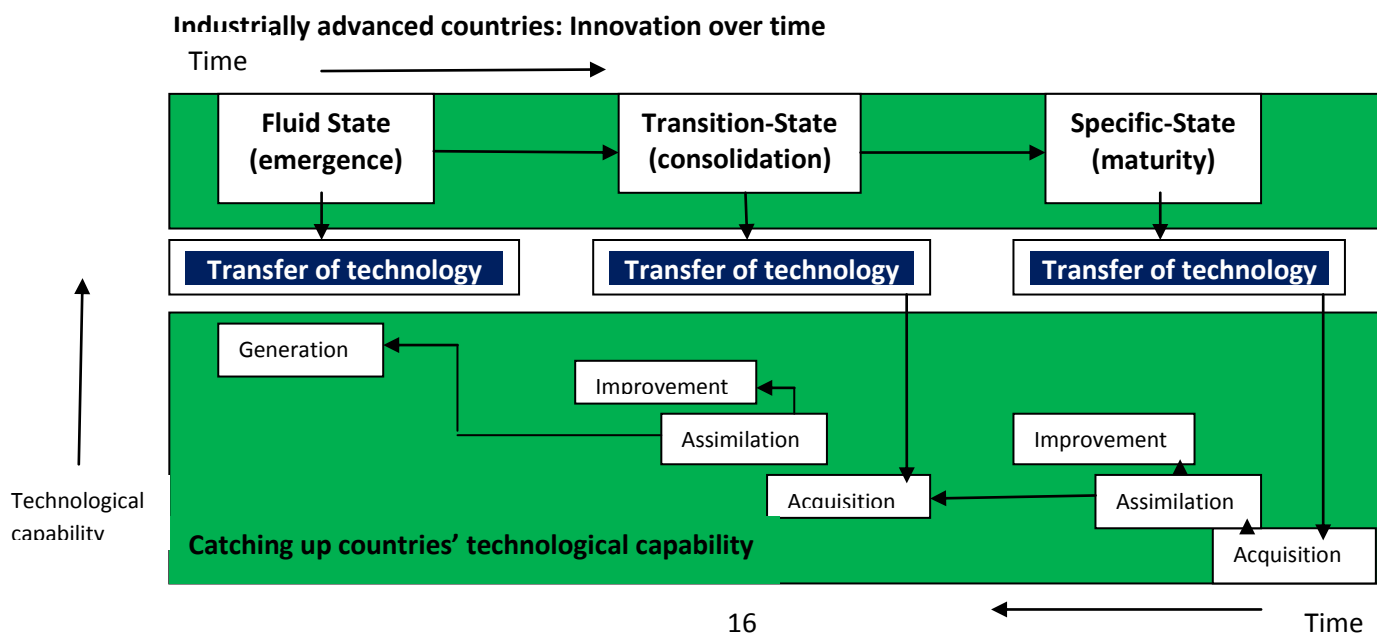 Industrially advanced countries: Innovation over time
Time
Fluid State
(emergence)
Transition-State
(consolidation)
Specific-State
(maturity)
Transfer of technology
Transfer of technology
Transfer of technology
Generation
Improvement
Assimilation
Improvement
Technological
capability
Acquisition
Assimilation
Catching up countries' technological capability
Acquisition
16
Time